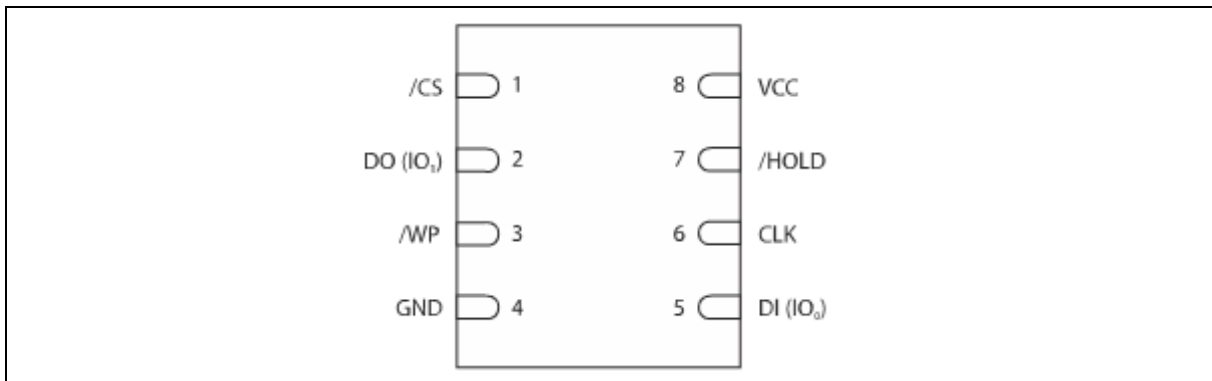 /CS 1 8 VCC
DO (IO₁) 2 7 /HOLD
/WP 3 6 CLK
GND 4 5 DI (IO₀)